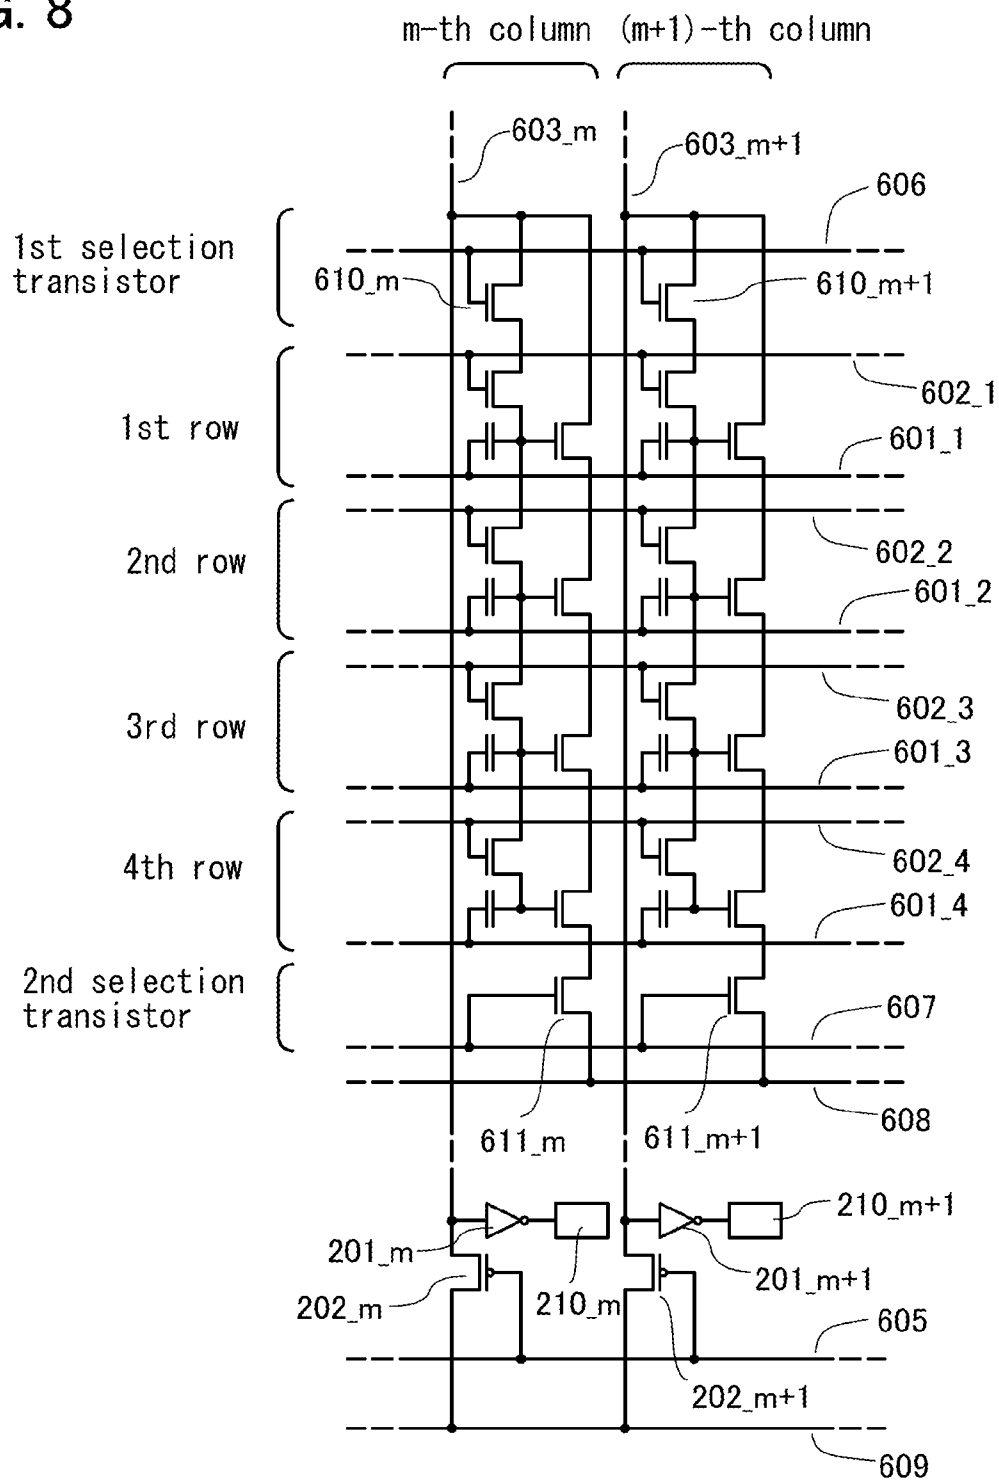 G. 8
m-th column (m+1)-th column
603_m
603_m+1
606
1st selection
transistor
610_m
610_m+1
602_1
1st row
601_1
2nd row
602_2
601_2
3rd row
602_3
601_3
4th row
602_4
601_4
2nd selection
transistor
607
608
611_m
611_m+1
210_m+1
201_m
201_m+1
202_m
210_m
605
202_m+1
609